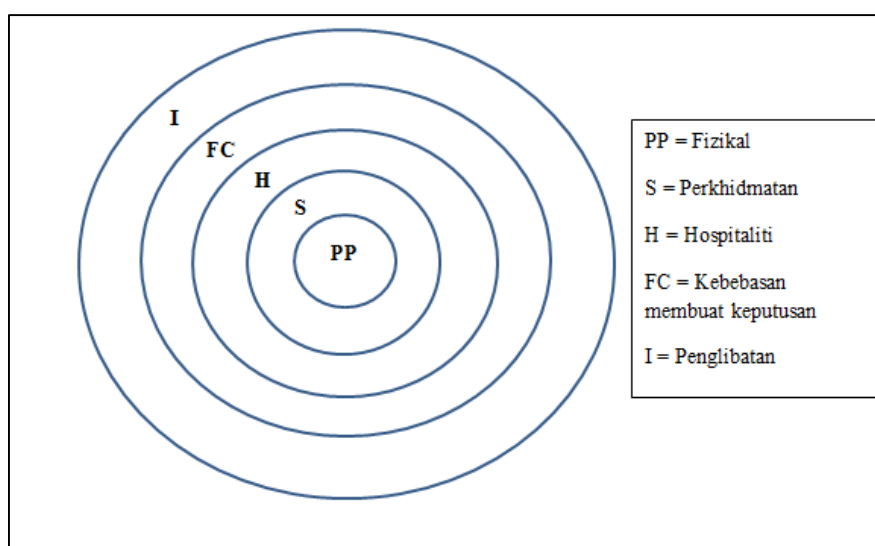 I
FC
H
S
PP
PP = Fizikal
S = Perkhidmatan
H = Hospitaliti
FC = Kebebasan
membuat keputusan
I = Penglibatan